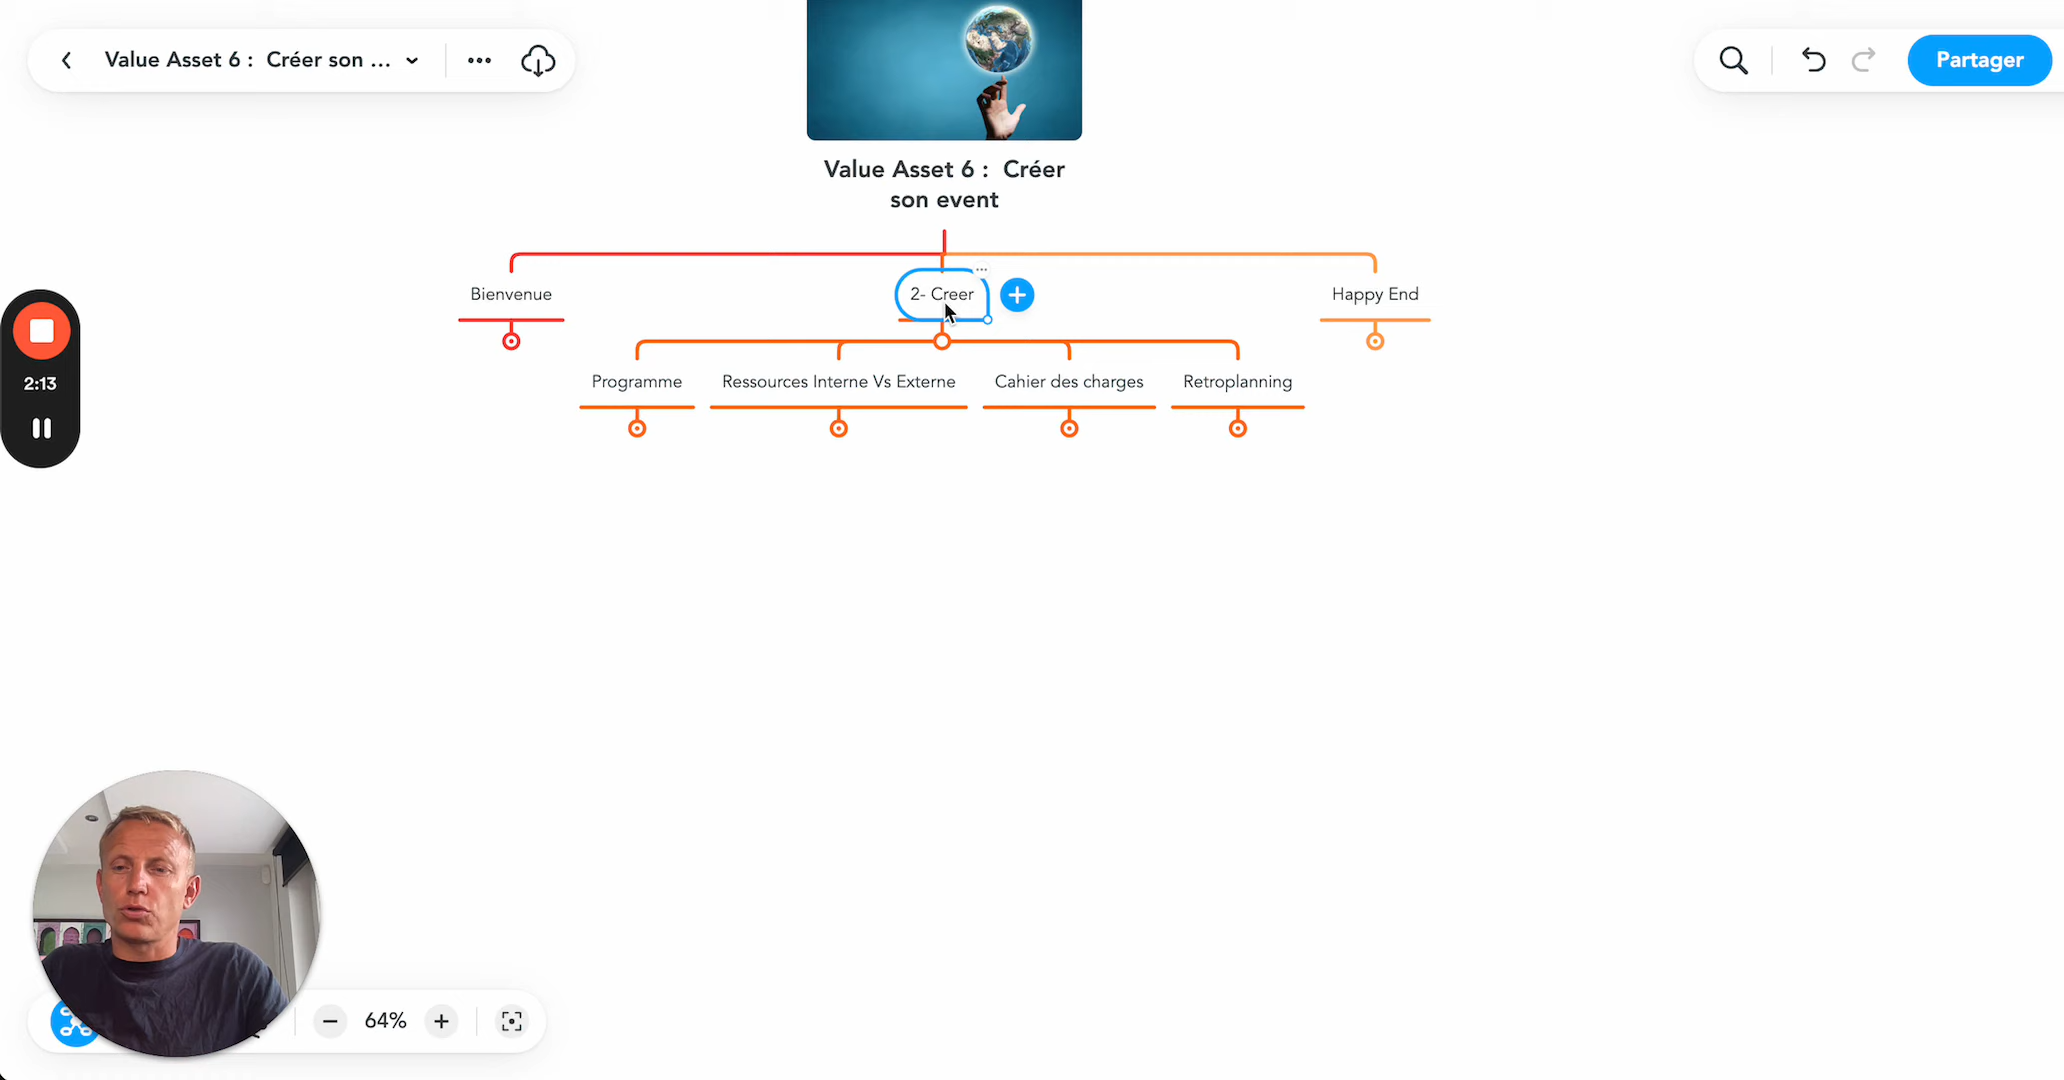 Value Asset 6 :  Créer son ...
Partager
Value Asset 6 :  Créer
son event
Bienvenue
2- Creer
Happy End
2:13
Programme
Ressources Interne Vs Externe
Cahier des charges
Retroplanning
64%